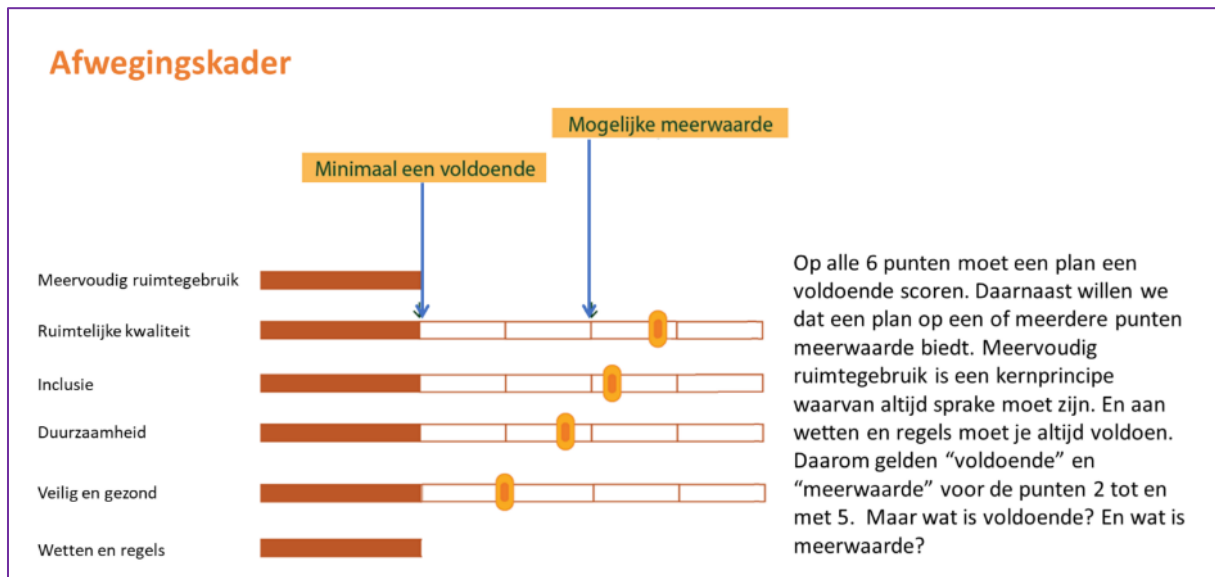 Afwegingskader
Mogelijke meerwaarde
Minimaal een voldoende
Meervoudig ruimtegebruik
Ruimtelijke kwaliteit
Inclusie
Duurzaamheid
Veilig en gezond
Wetten en regels
Op alle 6 punten moet een plan een
voldoende scoren. Daarnaast willen we
dat een plan op een of meerdere punten
meerwaarde biedt. Meervoudig
ruimtegebruik is een kernprincipe
waarvan altijd sprake moet zijn. En aan
wetten en regels moet je altijd voldoen.
Daarom gelden “voldoende” en
“meerwaarde” voor de punten 2 tot en
met 5.  Maar wat is voldoende? En wat is
meerwaarde?